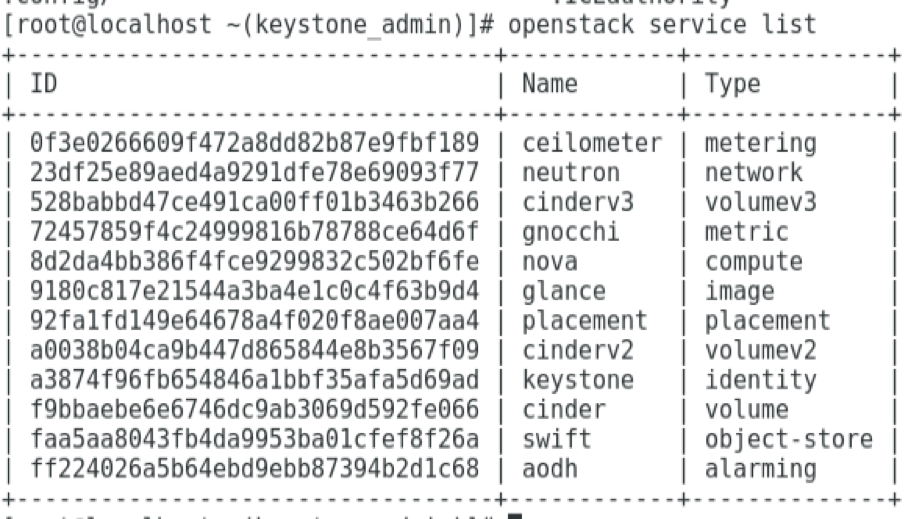 [root@localhost ~(keystone_admin)]# openstack service list
+----------------------------------+------------+--------------+
| ID                               | Name       | Type         |
+----------------------------------+------------+--------------+
| 0f3e0266609f472a8dd82b87e9fbf189 | ceilometer | metering     |
| 23df25e89aed4a9291dfe78e69093f77 | neutron    | network      |
| 528babbd47ce491ca00ff01b3463b266 | cinderv3   | volumev3     |
| 72457859f4c24999816b78788ce64d6f | gnocchi    | metric       |
| 8d2da4bb386f4fce9299832c502bf6fe | nova       | compute      |
| 9180c817e21544a3ba4e1c0c4f63b9d4 | glance     | image        |
| 92fa1fd149e64678a4f020f8ae007aa4 | placement  | placement    |
| a0038b04ca9b447d865844e8b3567f09 | cinderv2   | volumev2     |
| a3874f96fb654846a1bbf35afa5d69ad | keystone   | identity     |
| f9bbaebe6e6746dc9ab3069d592fe066 | cinder     | volume       |
| faa5aa8043fb4da9953ba01cfef8f26a | swift      | object-store |
| ff224026a5b64ebd9ebb87394b2d1c68 | aodh       | alarming     |
+----------------------------------+------------+--------------+